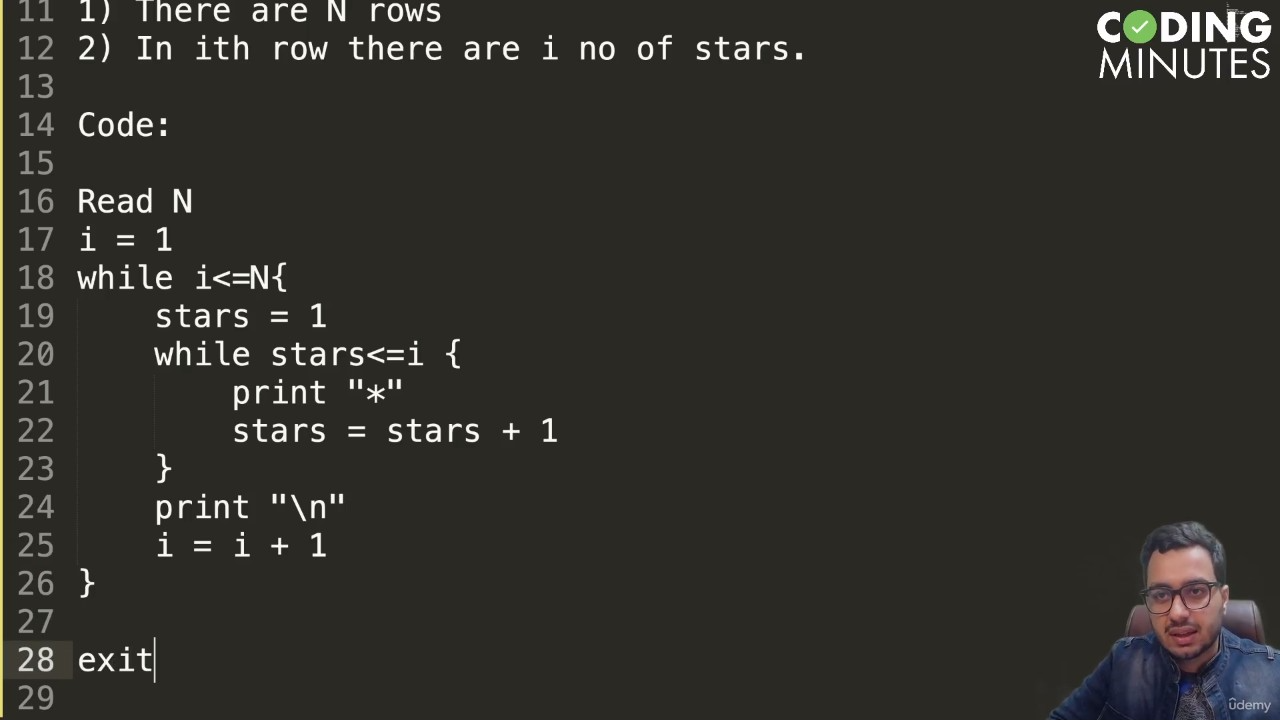 11 1) There are N rows
12 2) In ith row there are i no of stars.
13
14 Code:
15
16 Read N
17 i = 1
18 while i<=N{
19     stars = 1
20     while stars<=i {
21         print "*"
22         stars = stars + 1
23     }
24     print "\n"
25     i = i + 1
26 }
27
28 exit
29
CODING
MINUTES
ûdemy